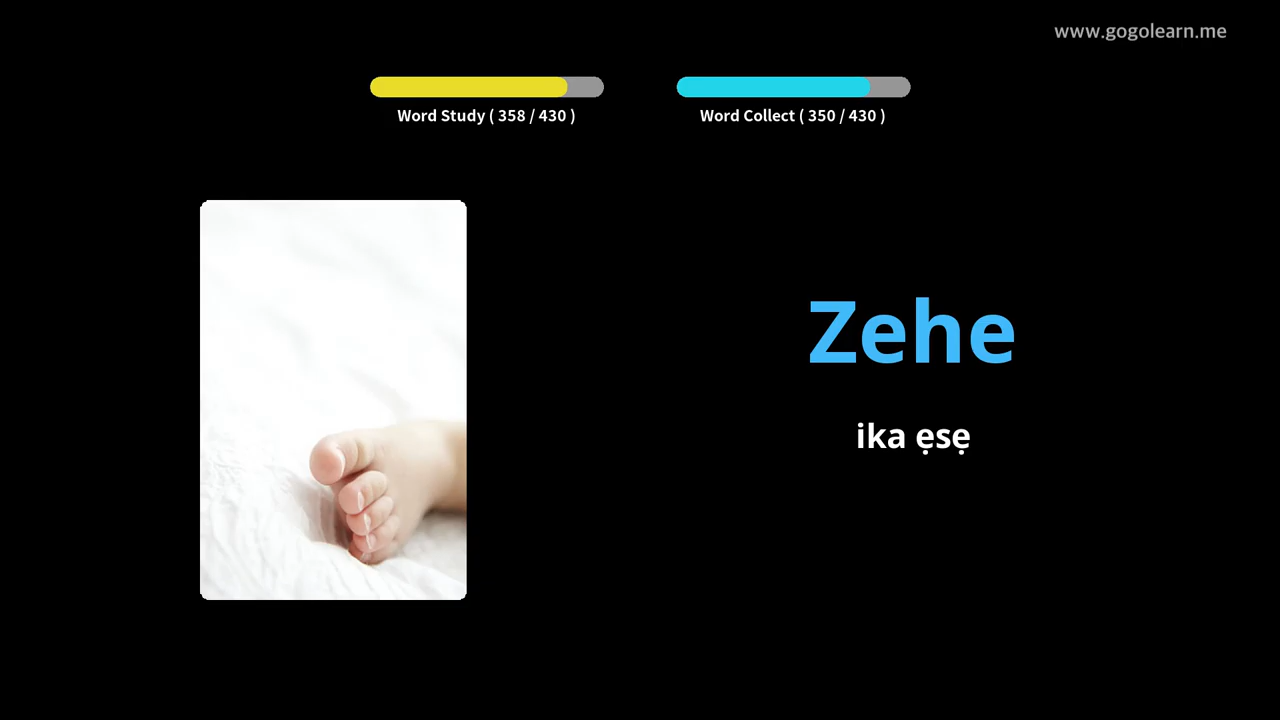 www.gogolearn.me
Word Study ( 358 / 430 )
Word Collect ( 350 / 430 )
Zehe
ika ẹsẹ